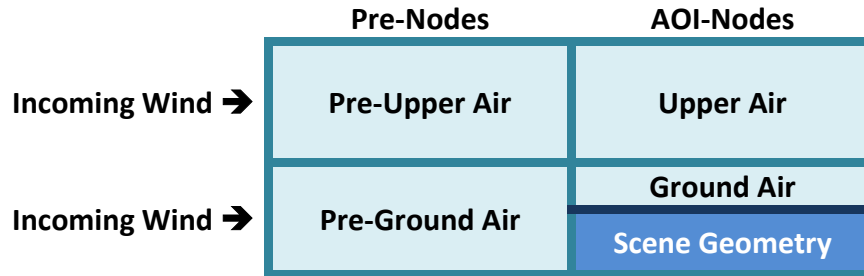 Pre-Nodes AOI-Nodes
Incoming Wind → Pre-Upper Air Upper Air
Ground Air
Incoming Wind → Pre-Ground Air
Scene Geometry